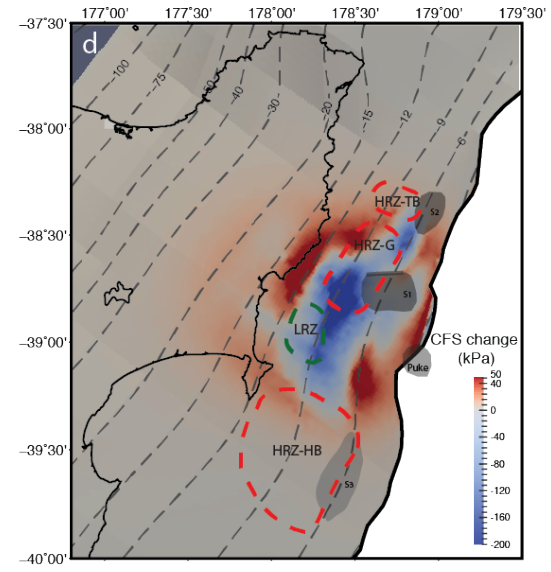 177°00' 177°30' 178°00' 178°30' 179°00' 179°30'
−37°30'
d
−100
−75
−50
−40
−30
−20
−15
−12
−9
−6
−38°00'
HRZ-TB
S2
−38°30'
HRZ-G
S1
LRZ
−39°00'
CFS change
(kPa)
Puke
50
40
0
-40
-80
-120
-160
-200
HRZ-HB
−39°30'
S3
−40°00'